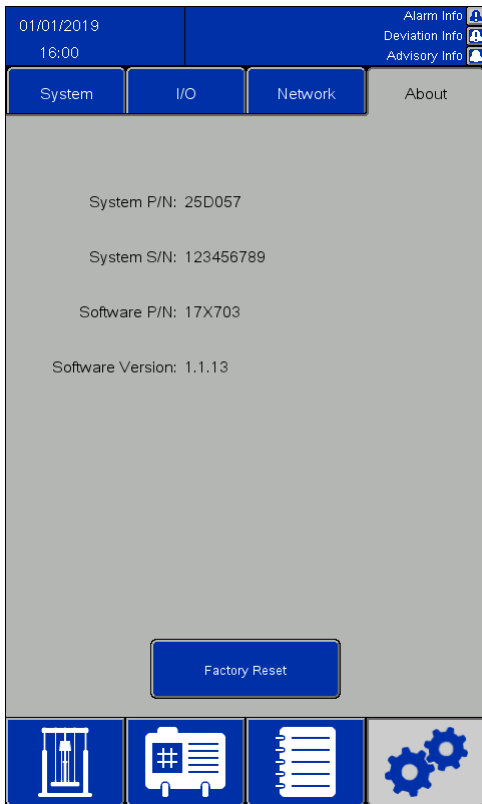 01/01/2019
16:00
Alarm Info
Deviation Info
Advisory Info
System
I/O
Network
About
System P/N: 25D057
System S/N: 123456789
Software P/N: 17X703
Software Version: 1.1.13
Factory Reset
#